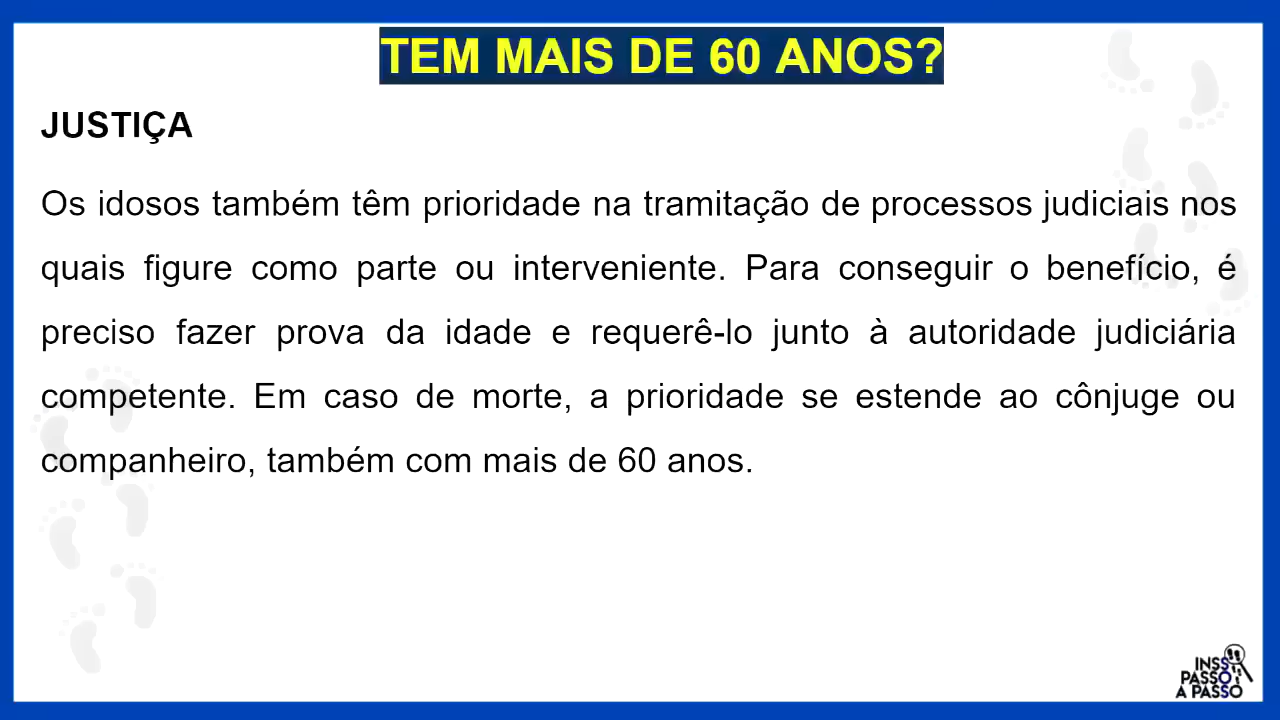 TEM MAIS DE 60 ANOS?
JUSTIÇA
Os idosos também têm prioridade na tramitação de processos judiciais nos
quais figure como parte ou interveniente. Para conseguir o benefício, é
preciso fazer prova da idade e requerê-lo junto à autoridade judiciária
competente. Em caso de morte, a prioridade se estende ao cônjuge ou
companheiro, também com mais de 60 anos.
INSS
PASSO
A PASSO